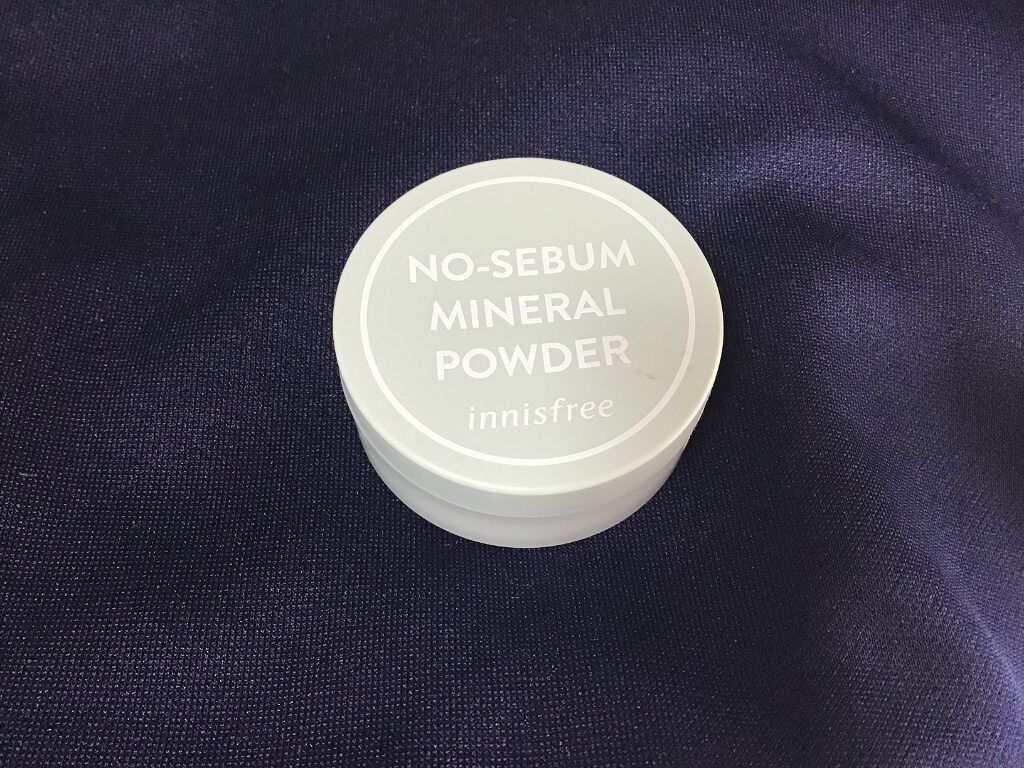 NO-SEBUM
MINERAL
POWDER
innisfree